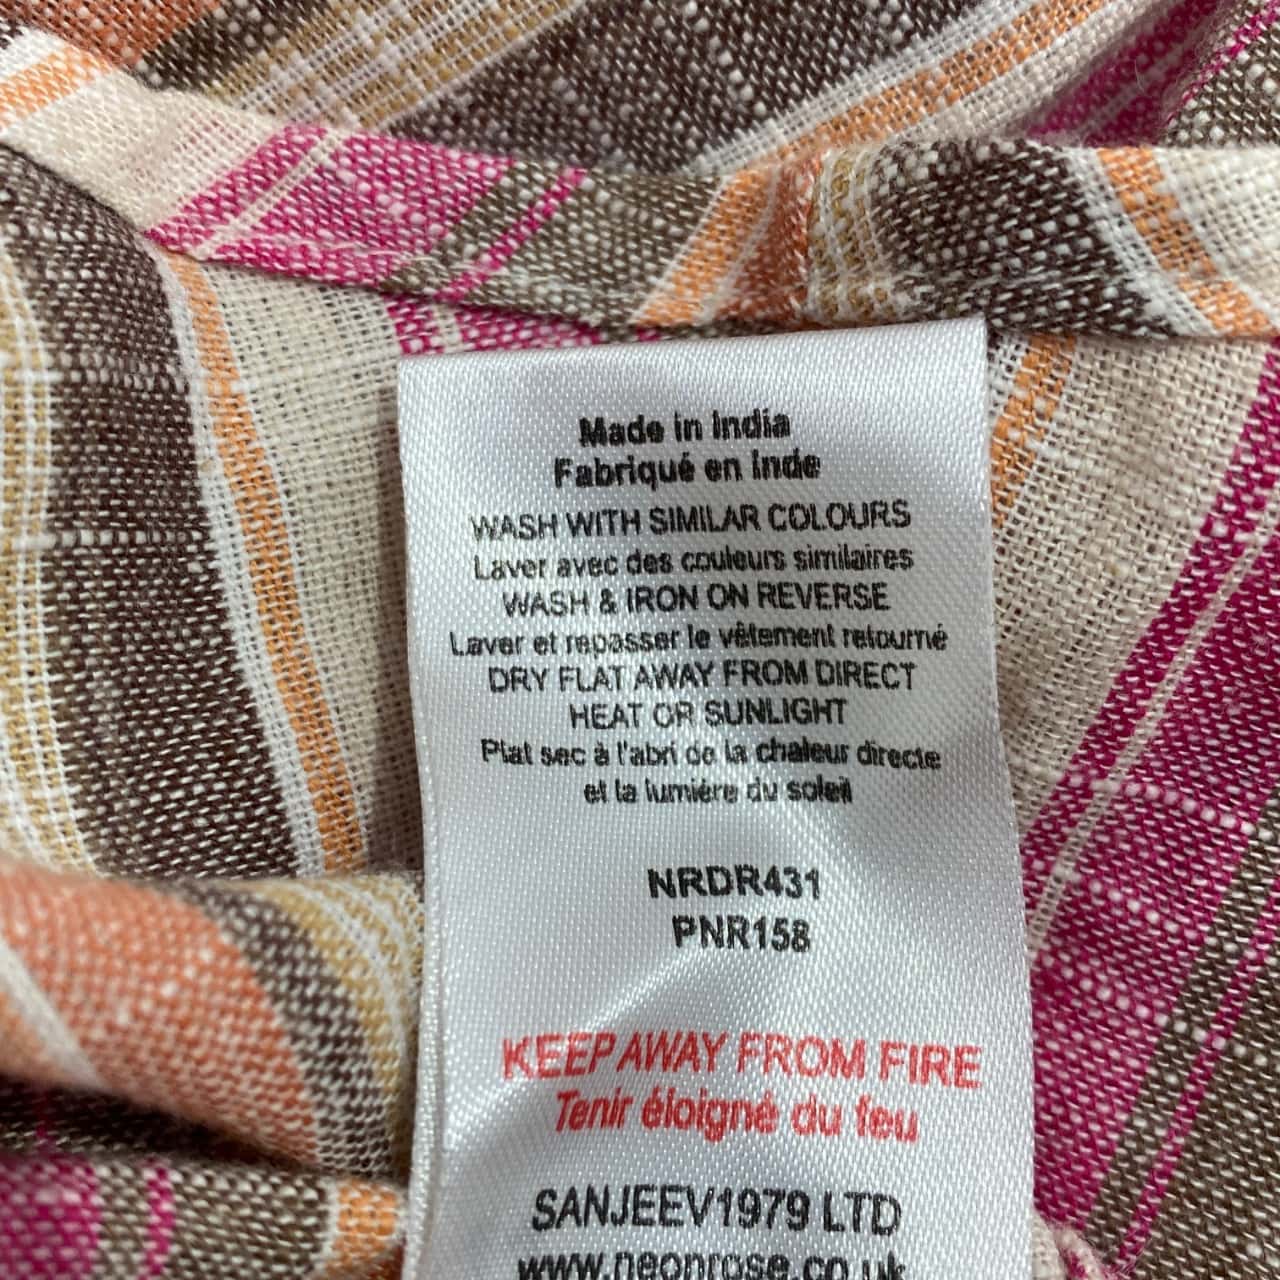 Made in India
Fabriqué en Inde
WASH WITH SIMILAR COLOURS
Laver avec des couleurs similaires
WASH & IRON ON REVERSE
Laver et repasser le vêtement retourné
DRY FLAT AWAY FROM DIRECT
HEAT OR SUNLIGHT
Plat sec à l'abri de la chaleur directe
et la lumière du soleil
NRDR431
PNR158
KEEP AWAY FROM FIRE
Tenir éloigné du feu
SANJEEV1979 LTD
www.neonrose.co.uk